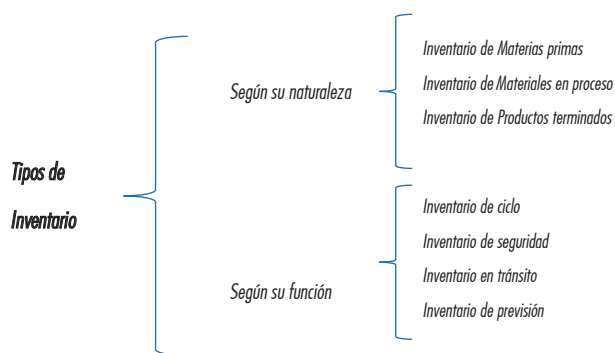 Tipos de
Inventario
Según su naturaleza
Inventario de Materias primas
Inventario de Materiales en proceso
Inventario de Productos terminados
Según su función
Inventario de ciclo
Inventario de seguridad
Inventario en tránsito
Inventario de previsión